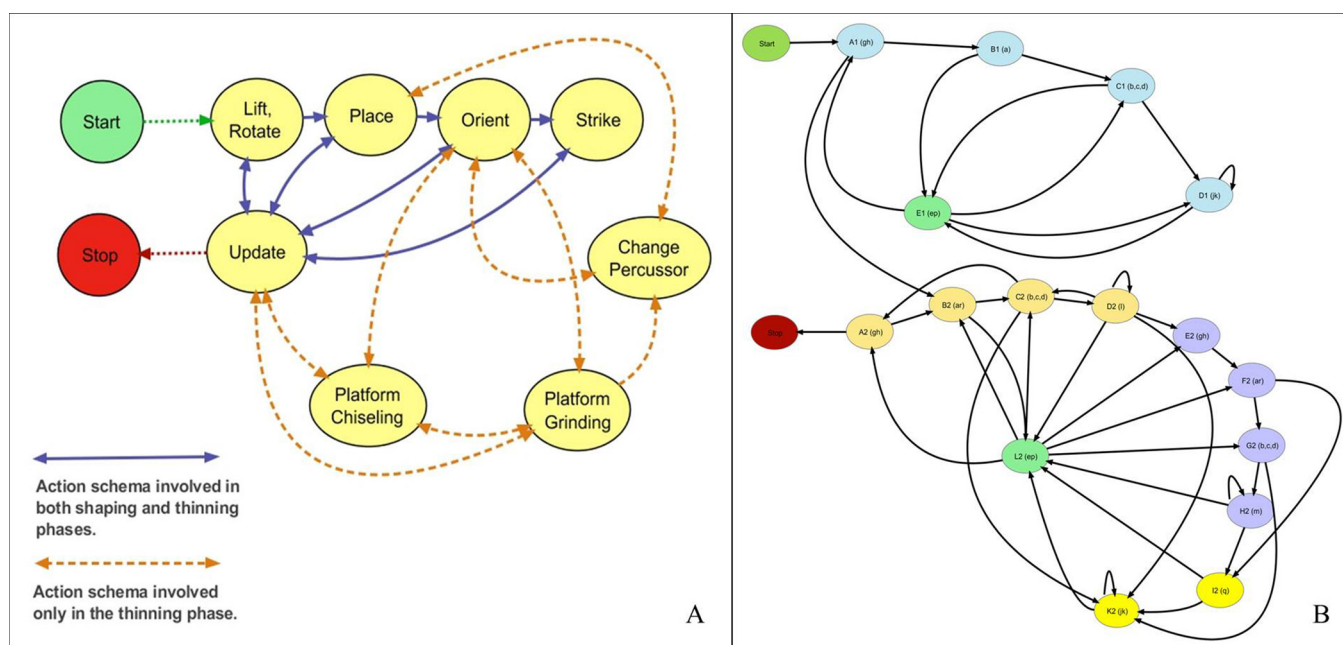 Start
Lift,
Rotate
Place
Orient
Strike
Stop
Update
Change
Percussor
Platform
Chiseling
Platform
Grinding
Action schema involved in
both shaping and thinning
phases.
Action schema involved
only in the thinning phase.
A
Start
A1 (gh)
B1 (a)
C1 (b,c,d)
D1 (jk)
E1 (ep)
Stop
A2 (gh)
B2 (ar)
C2 (b,c,d)
D2 (l)
E2 (gh)
F2 (ar)
G2 (b,c,d)
L2 (ep)
H2 (m)
I2 (q)
K2 (jk)
B